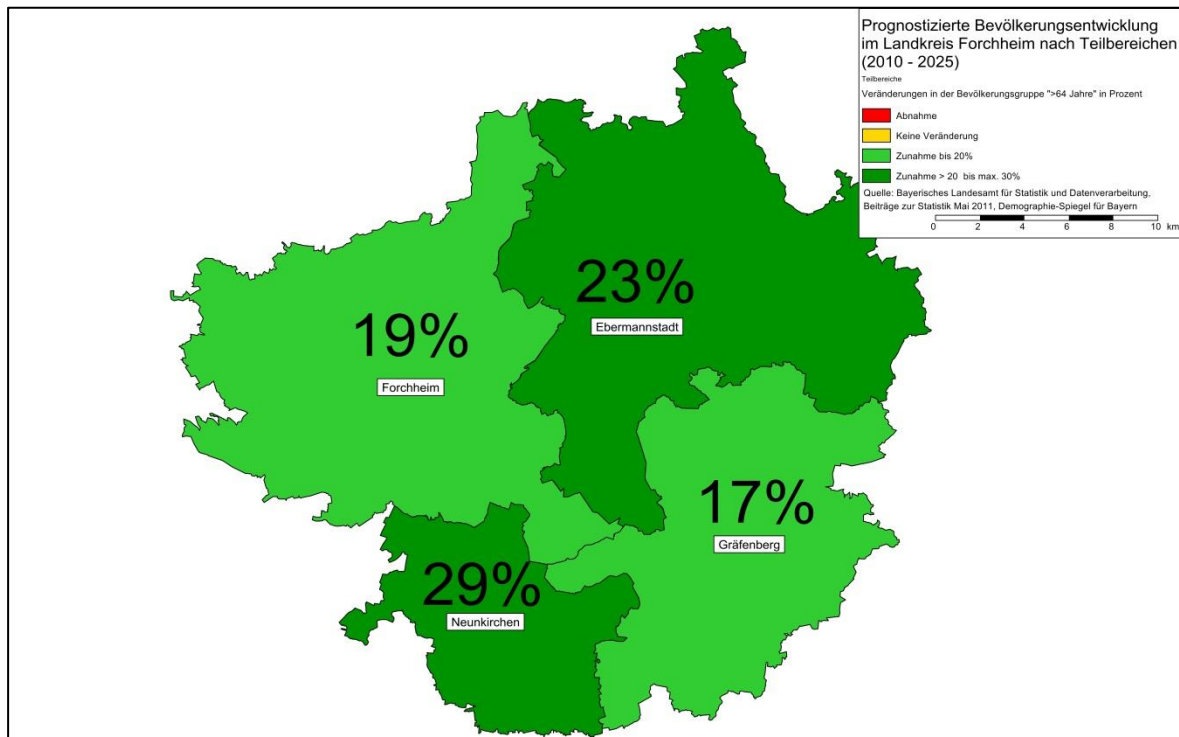 Prognostizierte Bevölkerungsentwicklung
im Landkreis Forchheim nach Teilbereichen
(2010 - 2025)
Teilbereiche
Veränderungen in der Bevölkerungsgruppe ">64 Jahre" in Prozent
Abnahme
Keine Veränderung
Zunahme bis 20%
Zunahme > 20 bis max. 30%
Quelle: Bayerisches Landesamt für Statistik und Datenverarbeitung,
Beiträge zur Statistik Mai 2011, Demographie-Spiegel für Bayern
0 2 4 6 8 10 km
23%
Ebermannstadt
19%
Forchheim
17%
Gräfenberg
29%
Neunkirchen